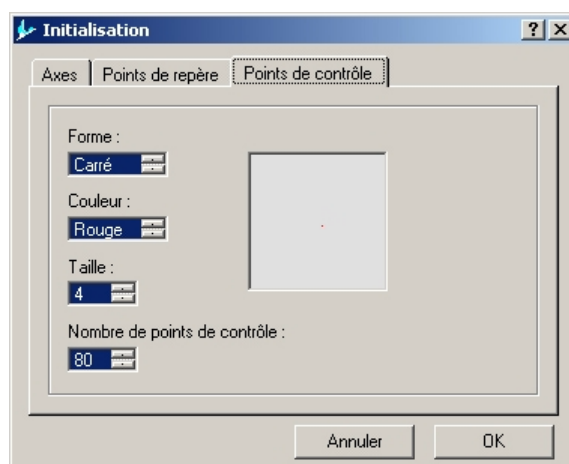 Initialisation
Axes Points de repère Points de contrôle
Forme :
Carré
Couleur :
Rouge
Taille :
4
Nombre de points de contrôle :
80
Annuler OK